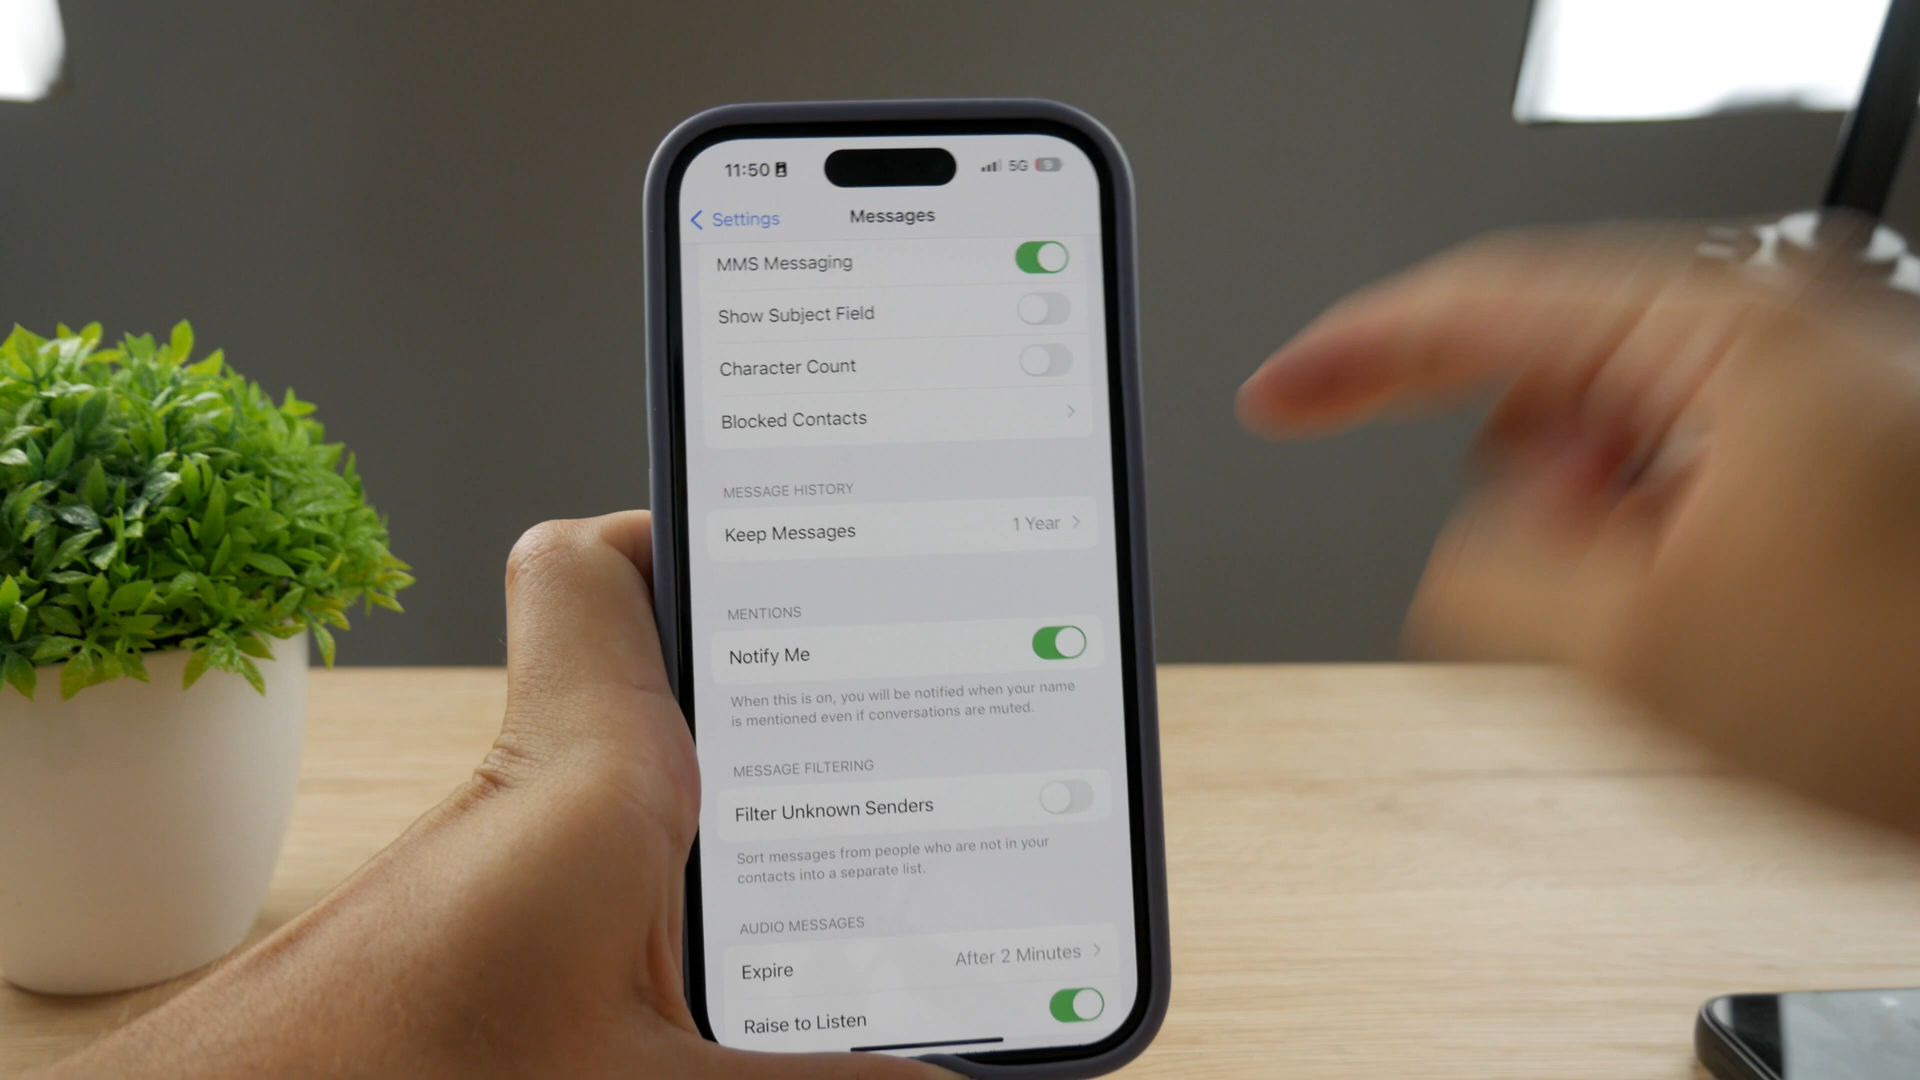 11:50 5G 9
Settings Messages
MMS Messaging
Show Subject Field
Character Count
Blocked Contacts
MESSAGE HISTORY
Keep Messages 1 Year
MENTIONS
Notify Me
When this is on, you will be notified when your name
is mentioned even if conversations are muted.
MESSAGE FILTERING
Filter Unknown Senders
Sort messages from people who are not in your
contacts into a separate list.
AUDIO MESSAGES
Expire After 2 Minutes
Raise to Listen